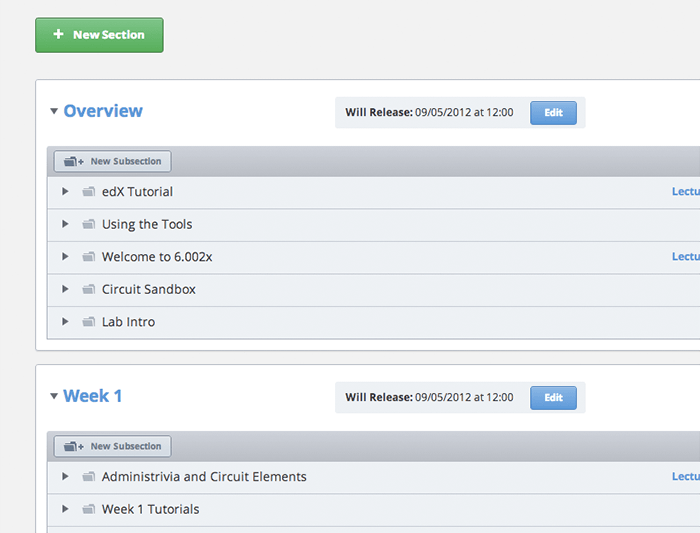 + New Section
Overview
Will Release: 09/05/2012 at 12:00
Edit
New Subsection
edX Tutorial
Lectu
Using the Tools
Welcome to 6.002x
Lectu
Circuit Sandbox
Lab Intro
Week 1
Will Release: 09/05/2012 at 12:00
Edit
New Subsection
Administrivia and Circuit Elements
Lectu
Week 1 Tutorials